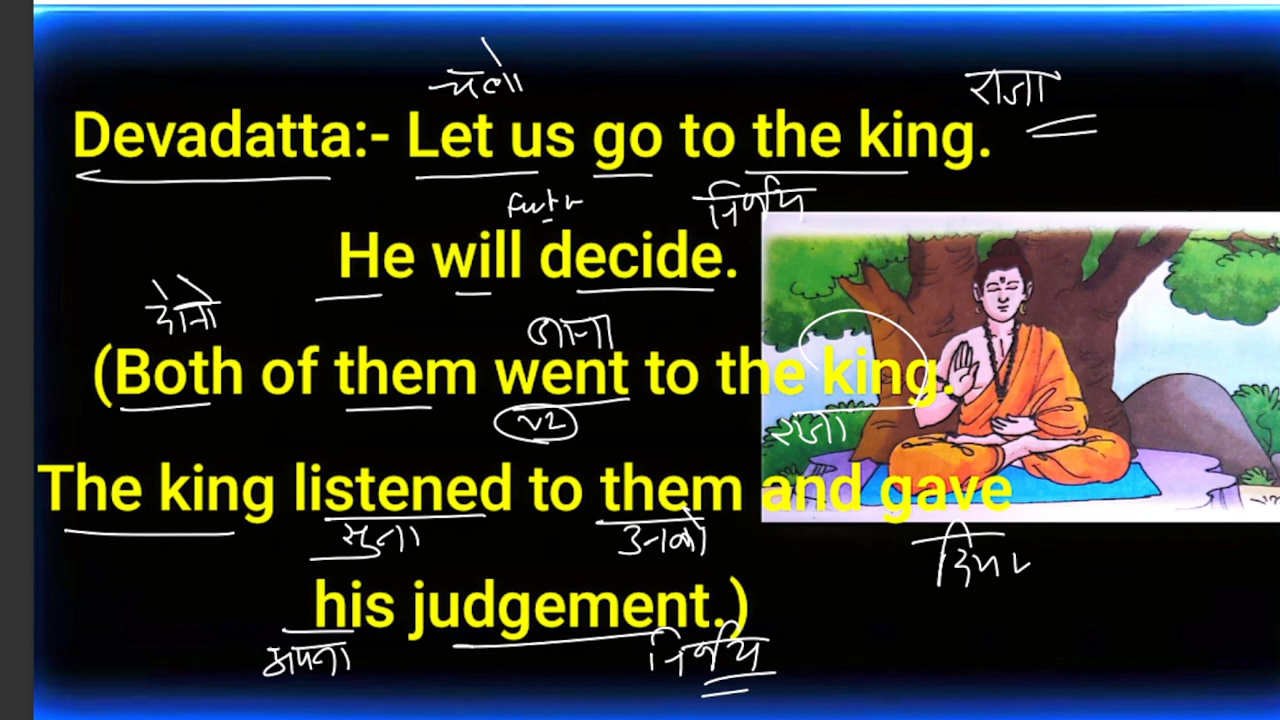 चलो राजा
Devadatta:- Let us go to the king.
निर्णय
He will decide.
दोनो जाना
(Both of them went to the king.
V2 राजा
The king listened to them and gave
सुना उनको दिया
his judgement.)
अपना निर्णय